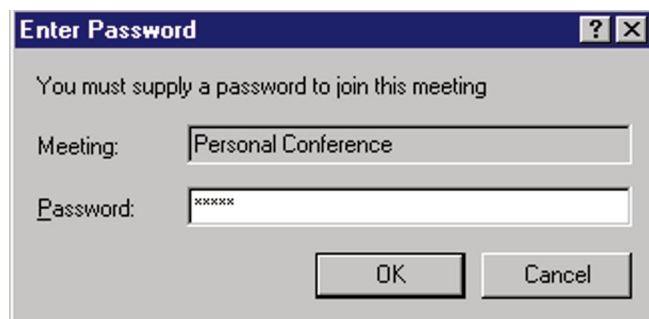 Enter Password ? X
You must supply a password to join this meeting
Meeting: Personal Conference
Password: *****
OK Cancel